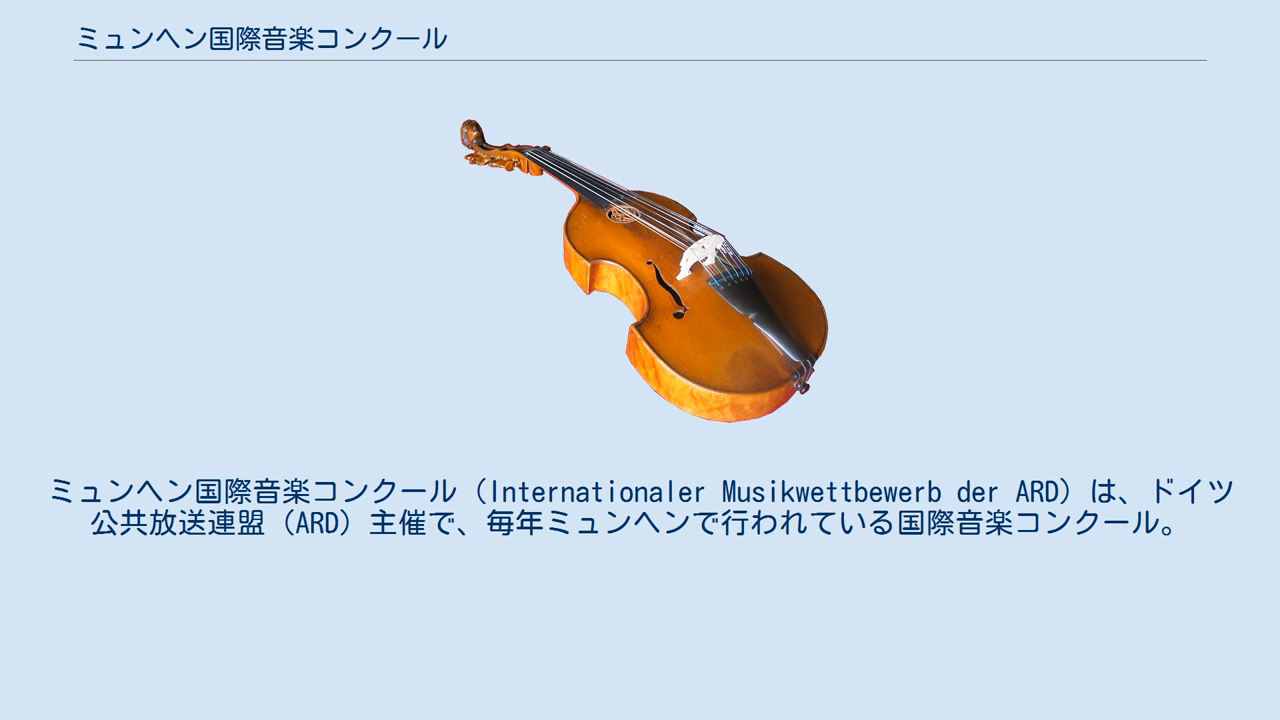 ミュンヘン国際音楽コンクール
ミュンヘン国際音楽コンクール（Internationaler Musikwettbewerb der ARD）は、ドイツ
公共放送連盟（ARD）主催で、毎年ミュンヘンで行われている国際音楽コンクール。